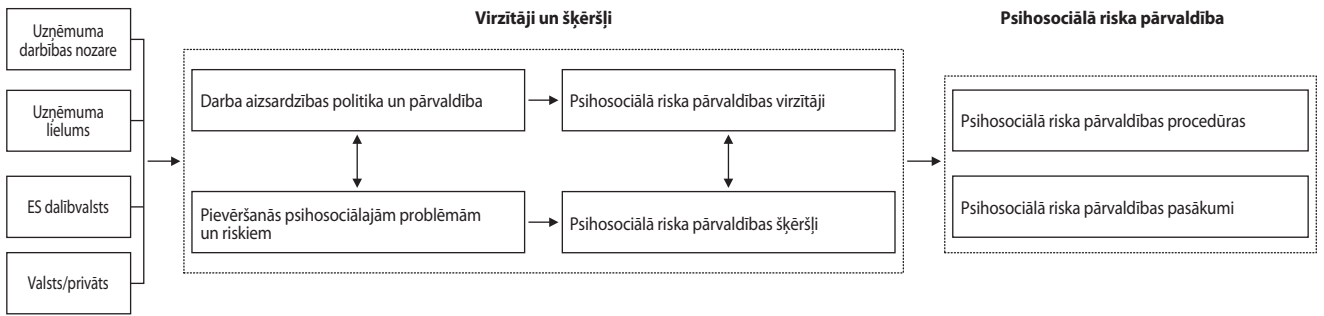 Uzņēmuma
darbības nozare
Uzņēmuma
lielums
ES dalībvalsts
Valsts/privāts
Virzītāji un šķēršļi
Darba aizsardzības politika un pārvaldība
Psihosociālā riska pārvaldības virzītāji
Pievēršanās psihosociālajām problēmām
un riskiem
Psihosociālā riska pārvaldības šķēršļi
Psihosociālā riska pārvaldība
Psihosociālā riska pārvaldības procedūras
Psihosociālā riska pārvaldības pasākumi